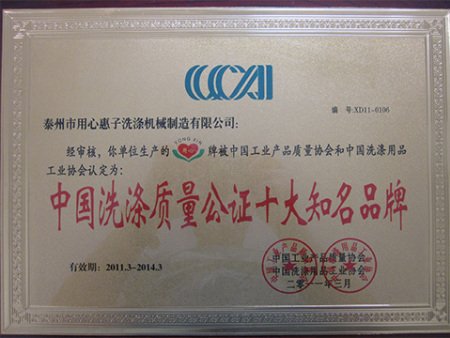 CCCAI
编 号:XD11-0106
泰州市用心惠子洗涤机械制造有限公司:
YONG XIN
经审核，你单位生产的 牌被中国工业产品质量协会和中国洗涤用品
工业协会认定为:
中国洗涤质量公证十大知名品牌
中国工业产品质量协会
有效期: 2011.3-2014.3 中国洗涤用品工业协会
二○一一年三月